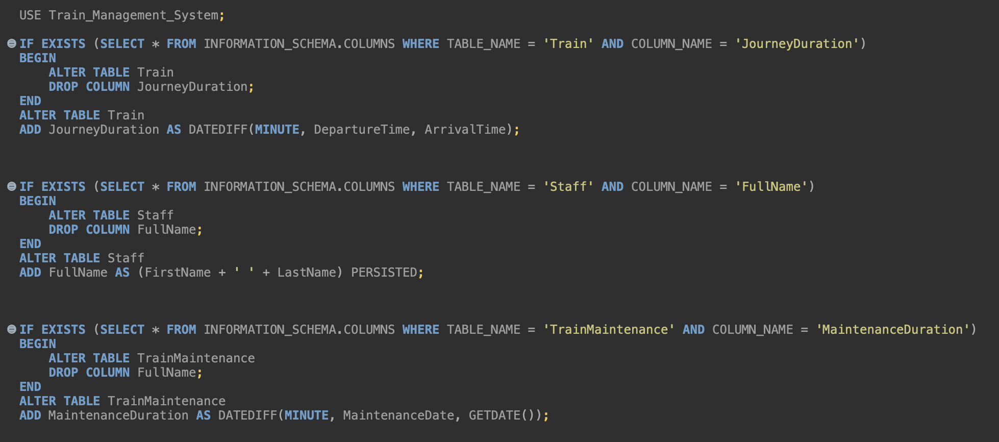 USE Train_Management_System;
IF EXISTS (SELECT * FROM INFORMATION_SCHEMA.COLUMNS WHERE TABLE_NAME = 'Train' AND COLUMN_NAME = 'JourneyDuration')
BEGIN
    ALTER TABLE Train
    DROP COLUMN JourneyDuration;
END
ALTER TABLE Train
ADD JourneyDuration AS DATEDIFF(MINUTE, DepartureTime, ArrivalTime);
IF EXISTS (SELECT * FROM INFORMATION_SCHEMA.COLUMNS WHERE TABLE_NAME = 'Staff' AND COLUMN_NAME = 'FullName')
BEGIN
    ALTER TABLE Staff
    DROP COLUMN FullName;
END
ALTER TABLE Staff
ADD FullName AS (FirstName + ' ' + LastName) PERSISTED;
IF EXISTS (SELECT * FROM INFORMATION_SCHEMA.COLUMNS WHERE TABLE_NAME = 'TrainMaintenance' AND COLUMN_NAME = 'MaintenanceDuration')
BEGIN
    ALTER TABLE TrainMaintenance
    DROP COLUMN FullName;
END
ALTER TABLE TrainMaintenance
ADD MaintenanceDuration AS DATEDIFF(MINUTE, MaintenanceDate, GETDATE());